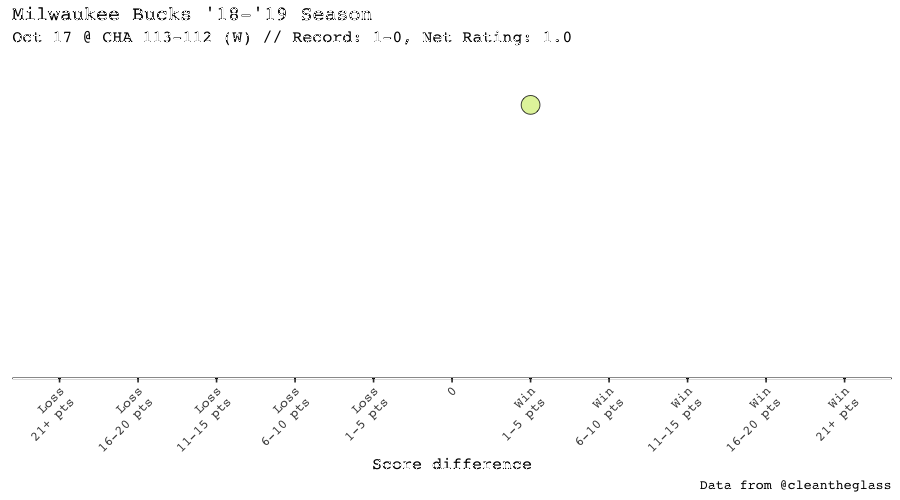 Milwaukee Bucks '18-'19 Season
Oct 17 @ CHA 113-112 (W) // Record: 1-0, Net Rating: 1.0
Loss
21+ pts
Loss
16-20 pts
Loss
11-15 pts
Loss
6-10 pts
Loss
1-5 pts
0
Win
1-5 pts
Win
6-10 pts
Win
11-15 pts
Win
16-20 pts
Win
21+ pts
Score difference
Data from @cleantheglass